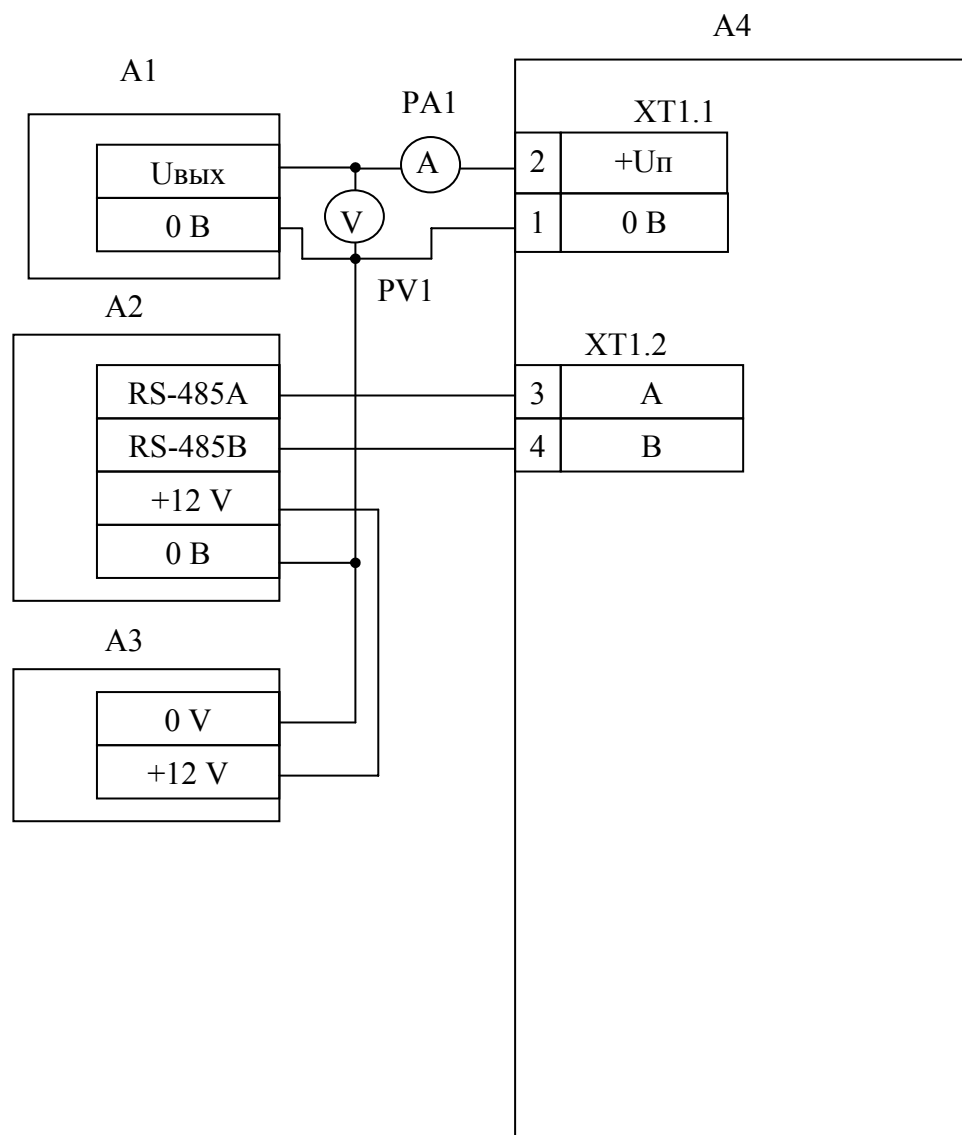 A4
A1
PA1
XT1.1
Uвых
A
2
+Uп
0 В
V
1
0 В
PV1
A2
XT1.2
RS-485A
3
A
RS-485B
4
B
+12 V
0 В
A3
0 V
+12 V